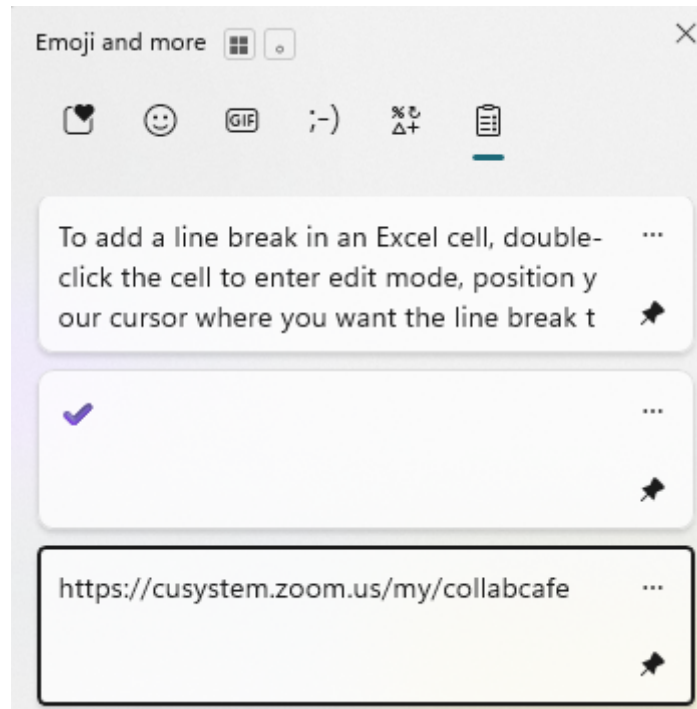 Emoji and more
GIF ;-)
To add a line break in an Excel cell, double-
click the cell to enter edit mode, position y
our cursor where you want the line break t
https://cusystem.zoom.us/my/collabcafe